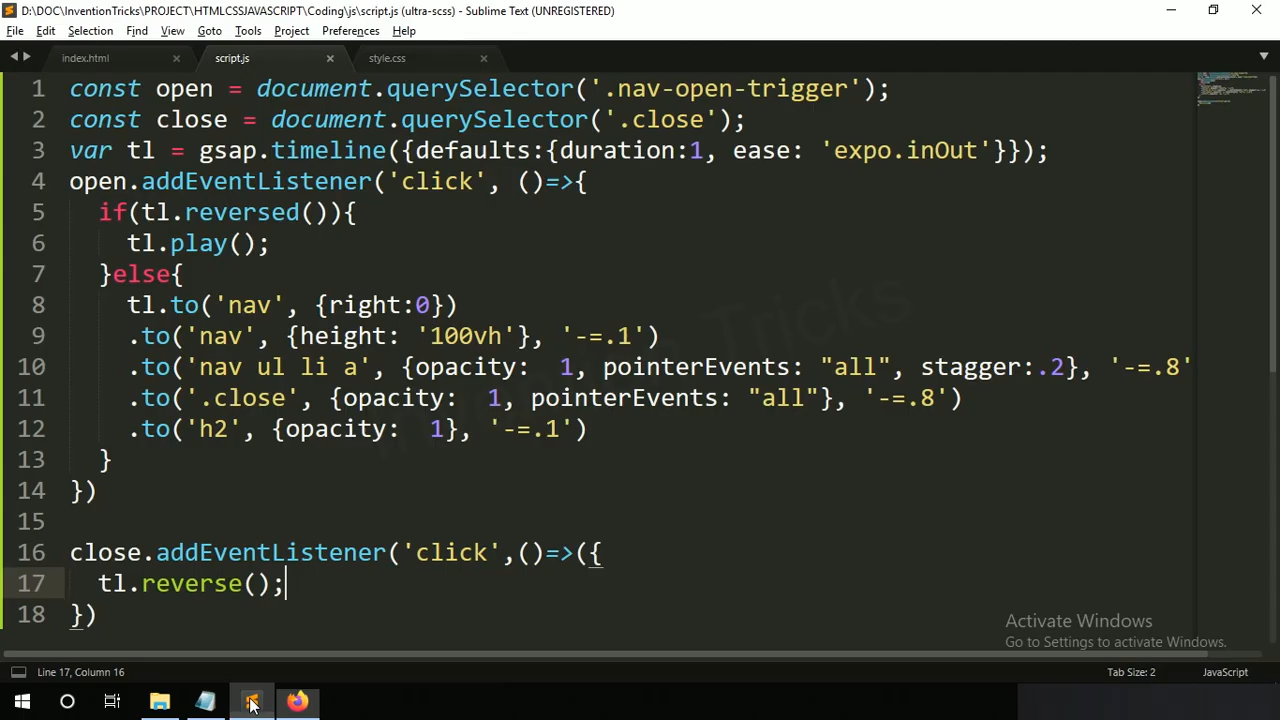 D:\DOC\InventionTricks\PROJECT\HTMLCSSJAVASCRIPT\Coding\js\script.js (ultra-scss) - Sublime Text (UNREGISTERED)
File Edit Selection Find View Goto Tools Project Preferences Help
index.html script.js style.css
1 const open = document.querySelector('.nav-open-trigger');
2 const close = document.querySelector('.close');
3 var tl = gsap.timeline({defaults:{duration:1, ease: 'expo.inOut'}});
4 open.addEventListener('click', ()=>{
5 if(tl.reversed()){
6 tl.play();
7 }else{
8 tl.to('nav', {right:0})
9 .to('nav', {height: '100vh'}, '-=.1')
10 .to('nav ul li a', {opacity: 1, pointerEvents: "all", stagger:.2}, '-=.8'
11 .to('.close', {opacity: 1, pointerEvents: "all"}, '-=.8')
12 .to('h2', {opacity: 1}, '-=.1')
13 }
14 })
15
16 close.addEventListener('click',()=>({
17 tl.reverse();
18 })
Invention Tricks
Activate Windows
Go to Settings to activate Windows.
Line 17, Column 16 Tab Size: 2 JavaScript